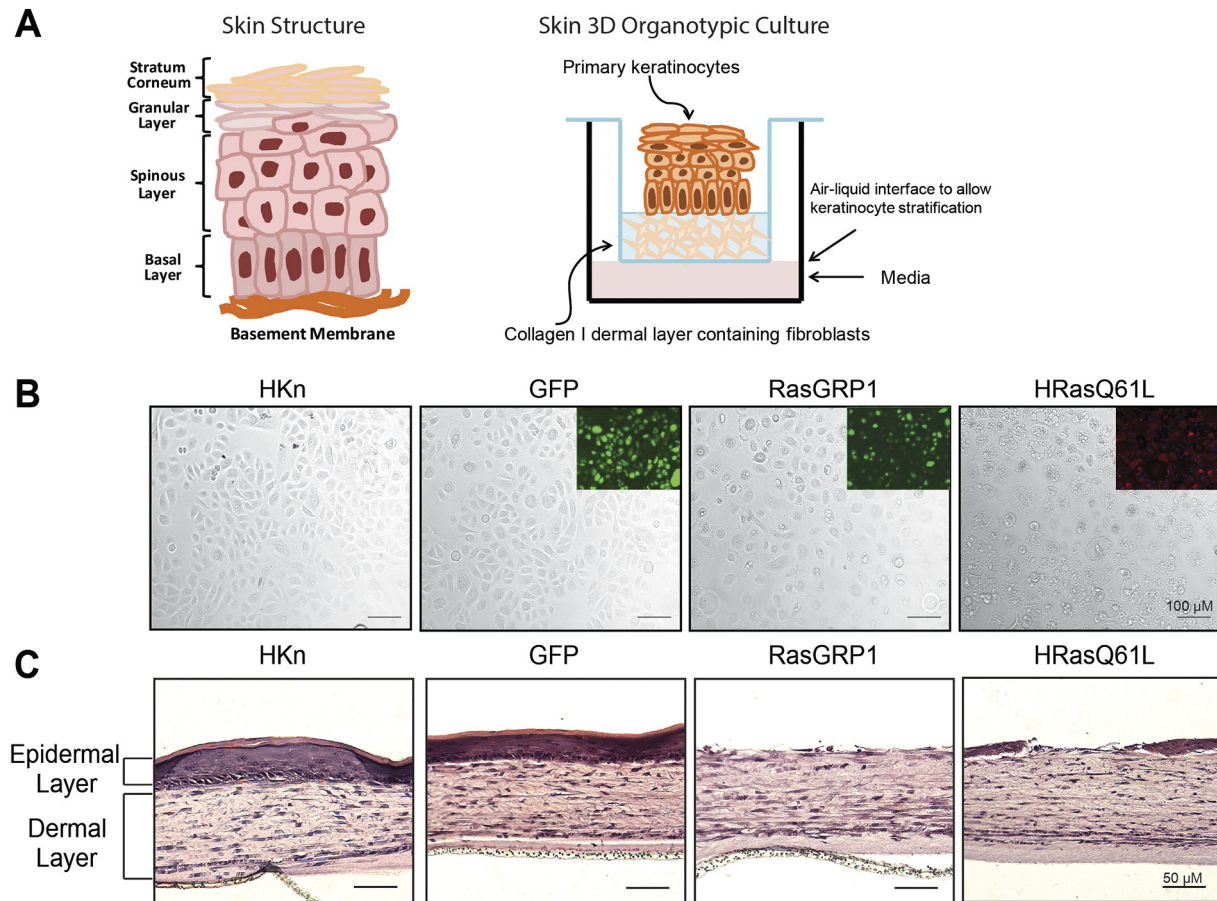 A
Skin Structure
Skin 3D Organotypic Culture
Stratum
Corneum
Granular
Layer
Spinous
Layer
Basal
Layer
Basement Membrane
Primary keratinocytes
Air-liquid interface to allow
keratinocyte stratification
Media
Collagen I dermal layer containing fibroblasts
B
HKn
GFP
RasGRP1
HRasQ61L
100 µM
C
HKn
GFP
RasGRP1
HRasQ61L
Epidermal
Layer
Dermal
Layer
50 µM